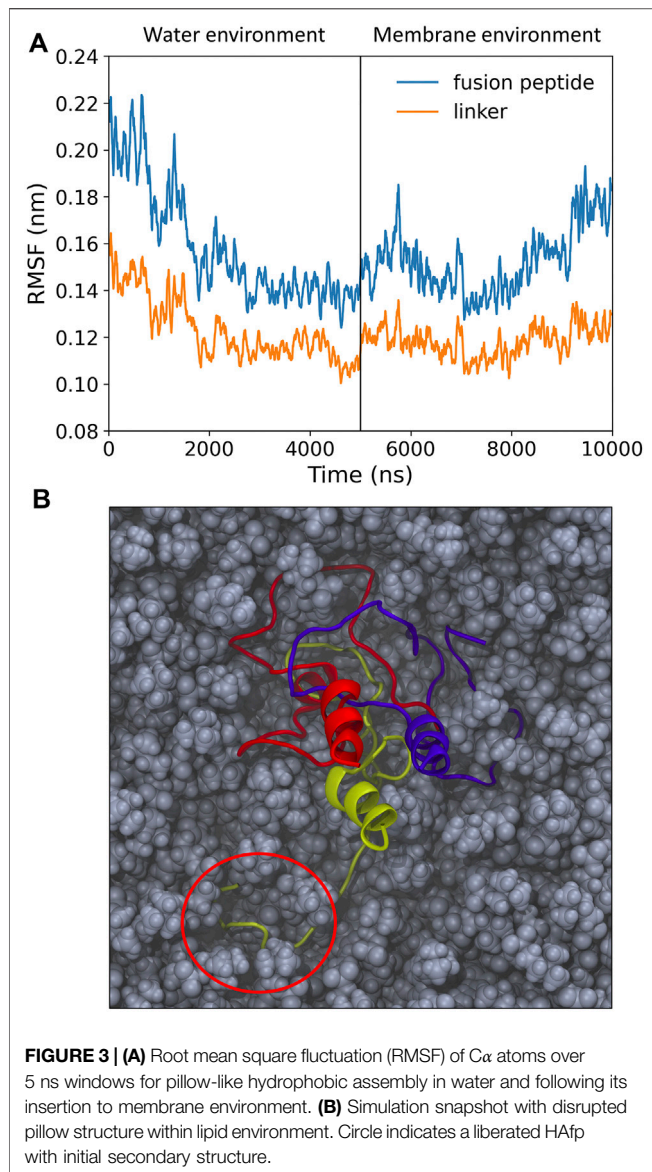 A
Water environment
Membrane environment
0.24
0.22
0.20
0.18
0.16
0.14
0.12
0.10
0.08
RMSF (nm)
fusion peptide
linker
0
2000
4000
6000
8000
10000
Time (ns)
B
FIGURE 3 | (A) Root mean square fluctuation (RMSF) of Cα atoms over
5 ns windows for pillow-like hydrophobic assembly in water and following its
insertion to membrane environment. (B) Simulation snapshot with disrupted
pillow structure within lipid environment. Circle indicates a liberated HAfp
with initial secondary structure.